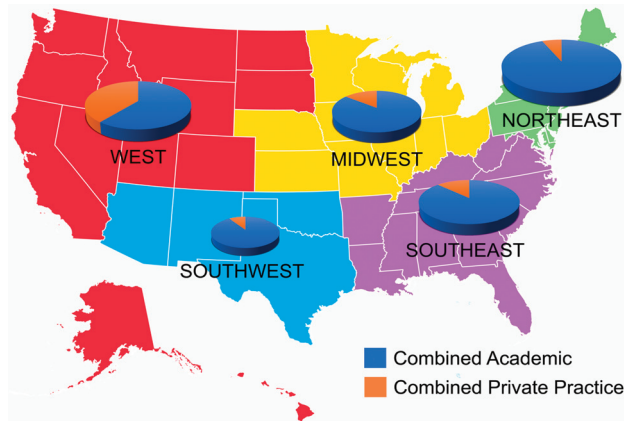 NORTHEAST
WEST
MIDWEST
SOUTHEAST
SOUTHWEST
Combined Academic
Combined Private Practice